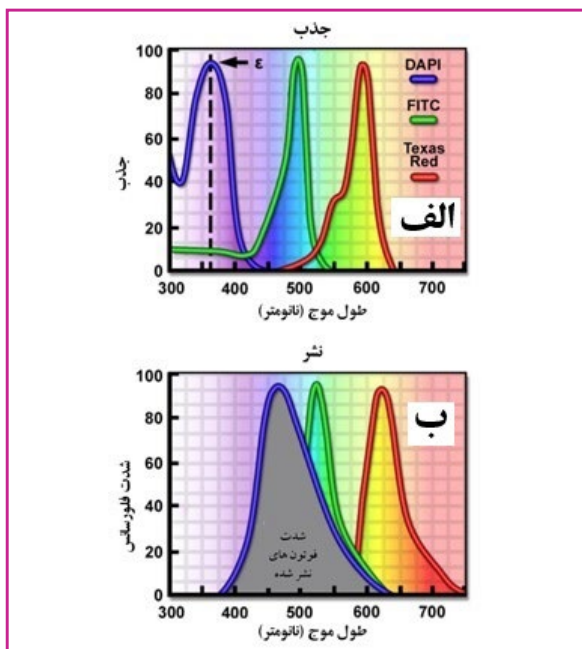 جذب
100
80
60
40
20
0
جذب
ε
DAPI
FITC
Texas
Red
الف
300 400 500 600 700
طول موج (نانومتر)
نشر
100
80
60
40
20
0
شدت فلورسانس
ب
شدت
فوتون های
نشر شده
300 400 500 600 700
طول موج (نانومتر)